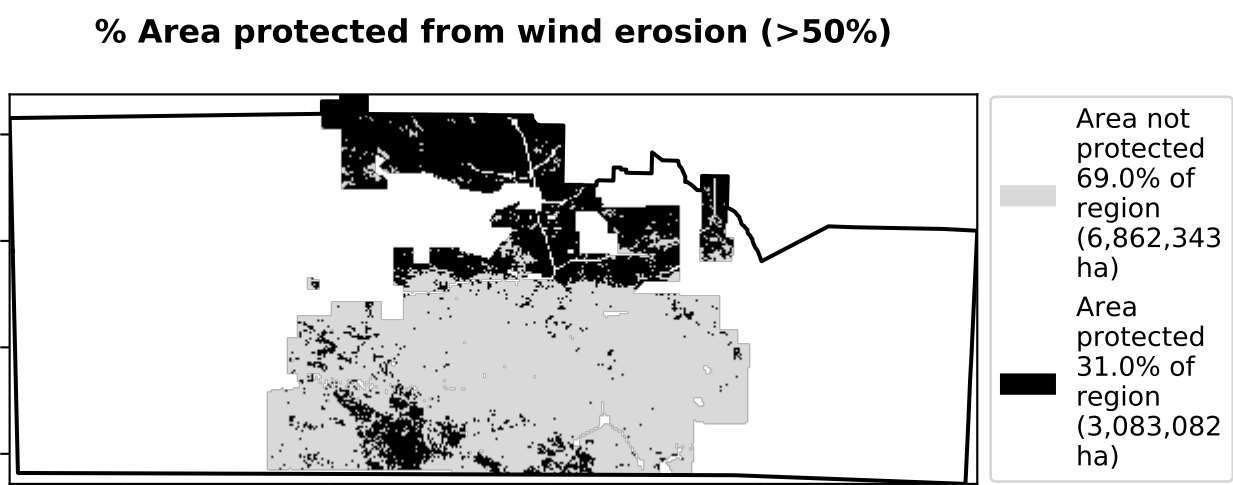 % Area protected from wind erosion (>50%)
Area not
protected
69.0% of
region
(6,862,343
ha)
Area
protected
31.0% of
region
(3,083,082
ha)